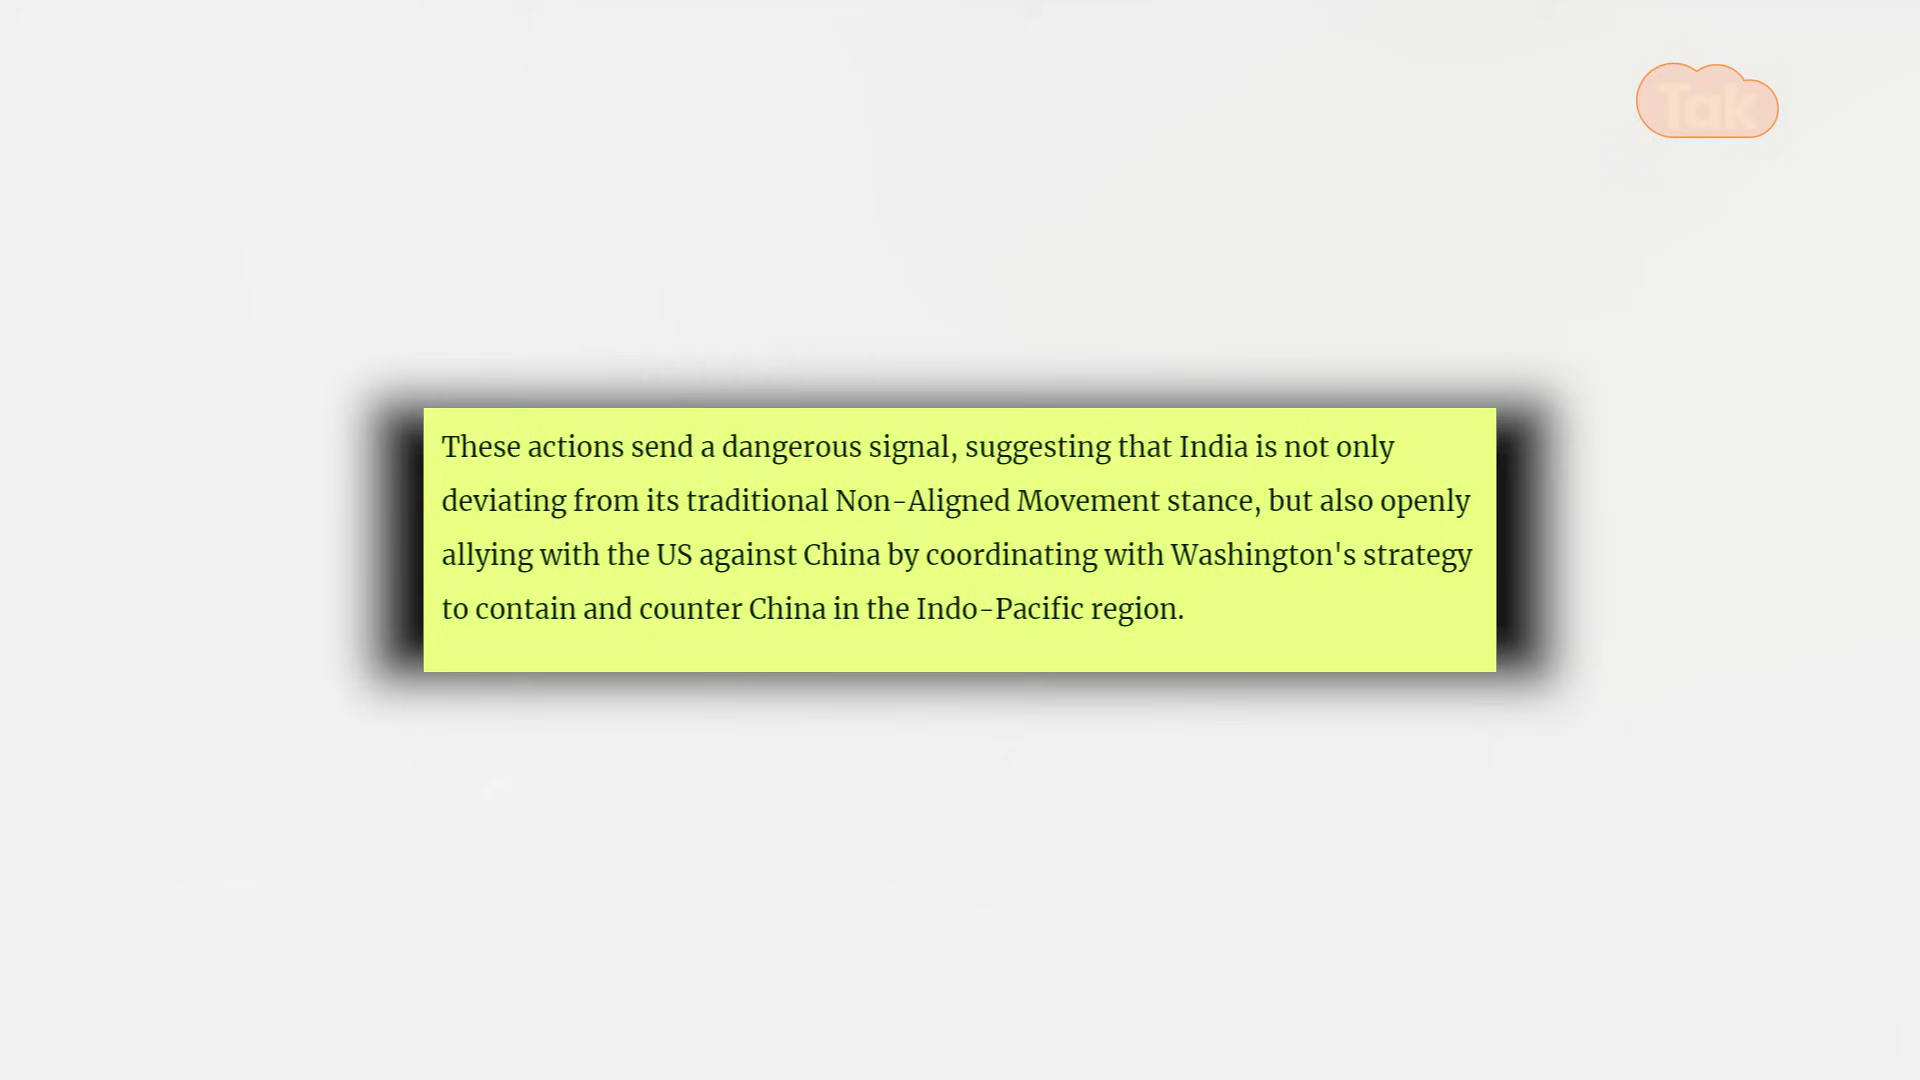 Tak
These actions send a dangerous signal, suggesting that India is not only
deviating from its traditional Non-Aligned Movement stance, but also openly
allying with the US against China by coordinating with Washington's strategy
to contain and counter China in the Indo-Pacific region.